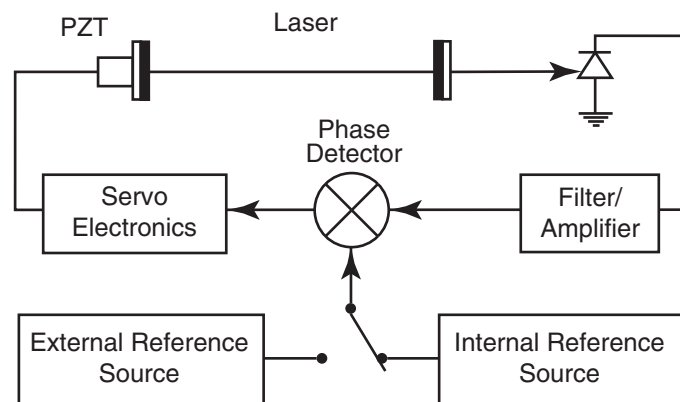 PZT
Laser
Phase
Detector
Servo
Electronics
Filter/
Amplifier
External Reference
Source
Internal Reference
Source